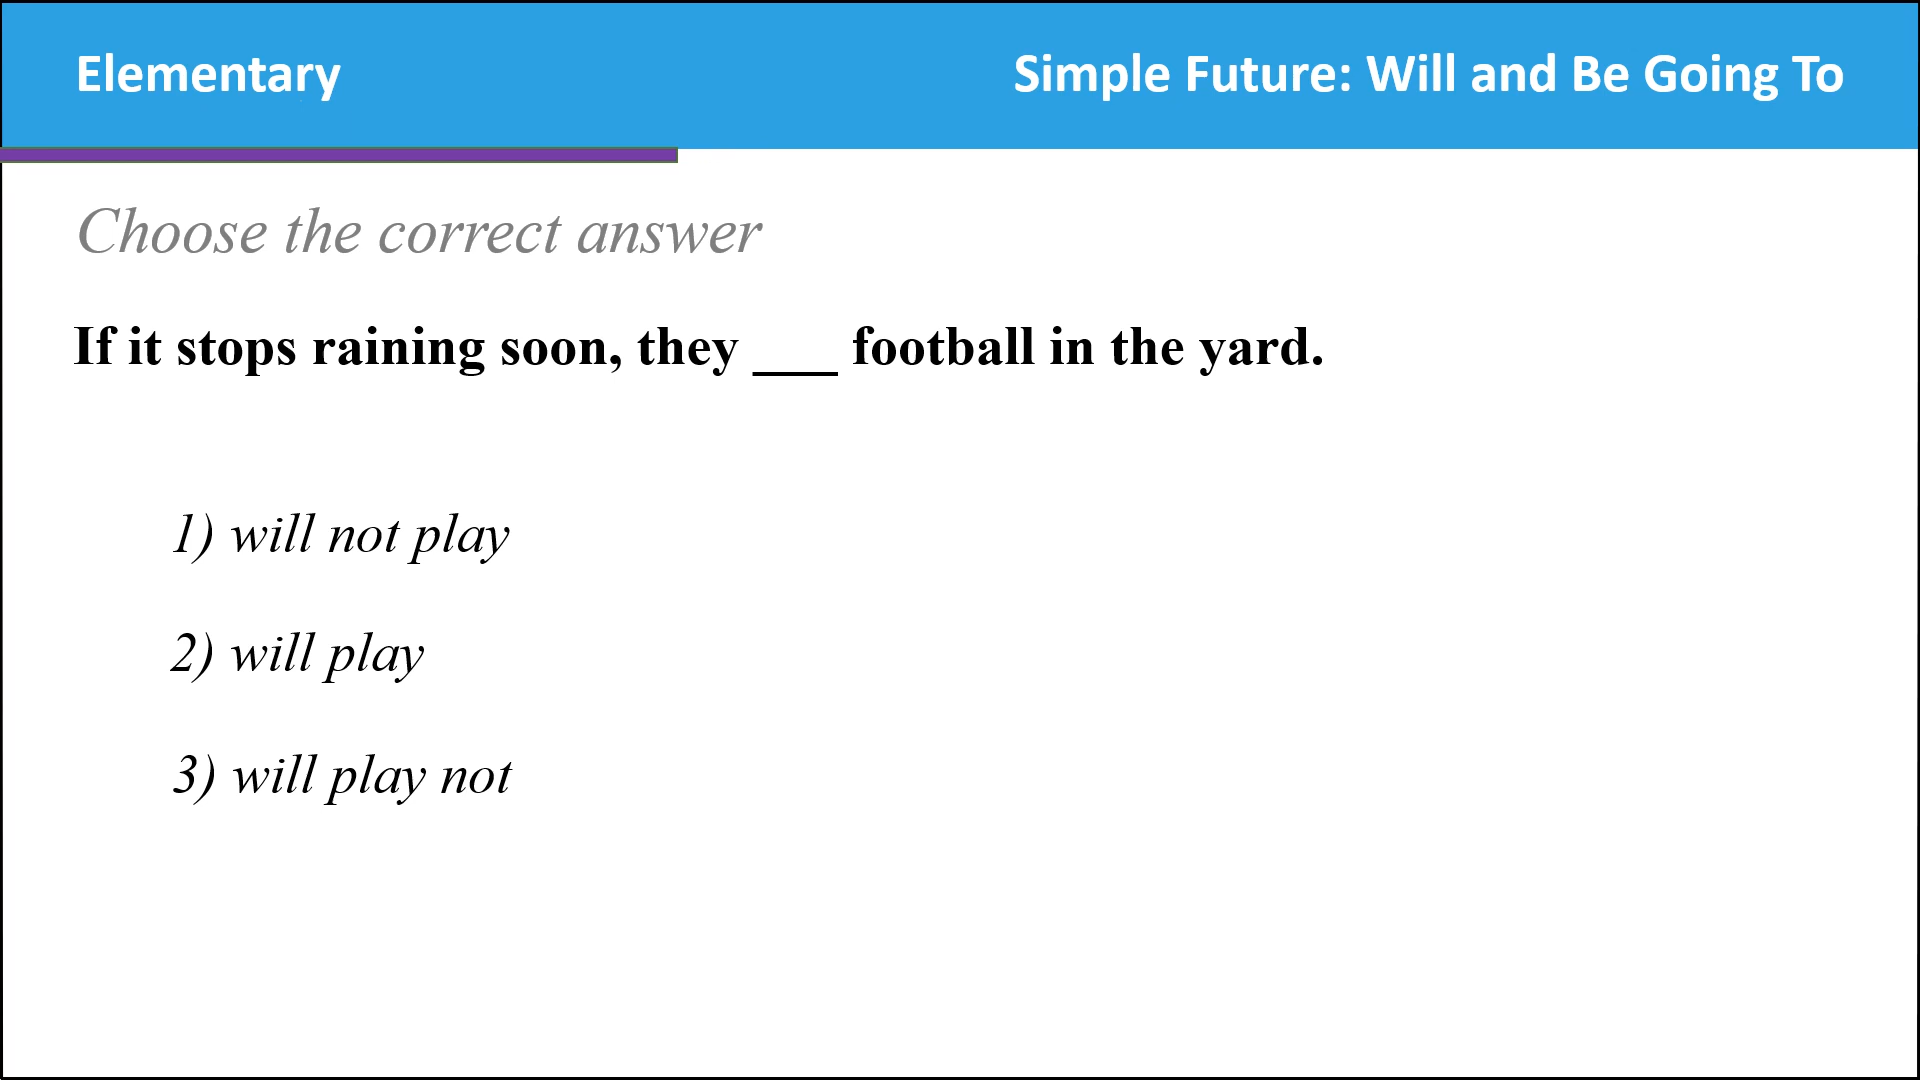 Elementary
Simple Future: Will and Be Going To
Choose the correct answer
If it stops raining soon, they ___ football in the yard.
1) will not play
2) will play
3) will play not